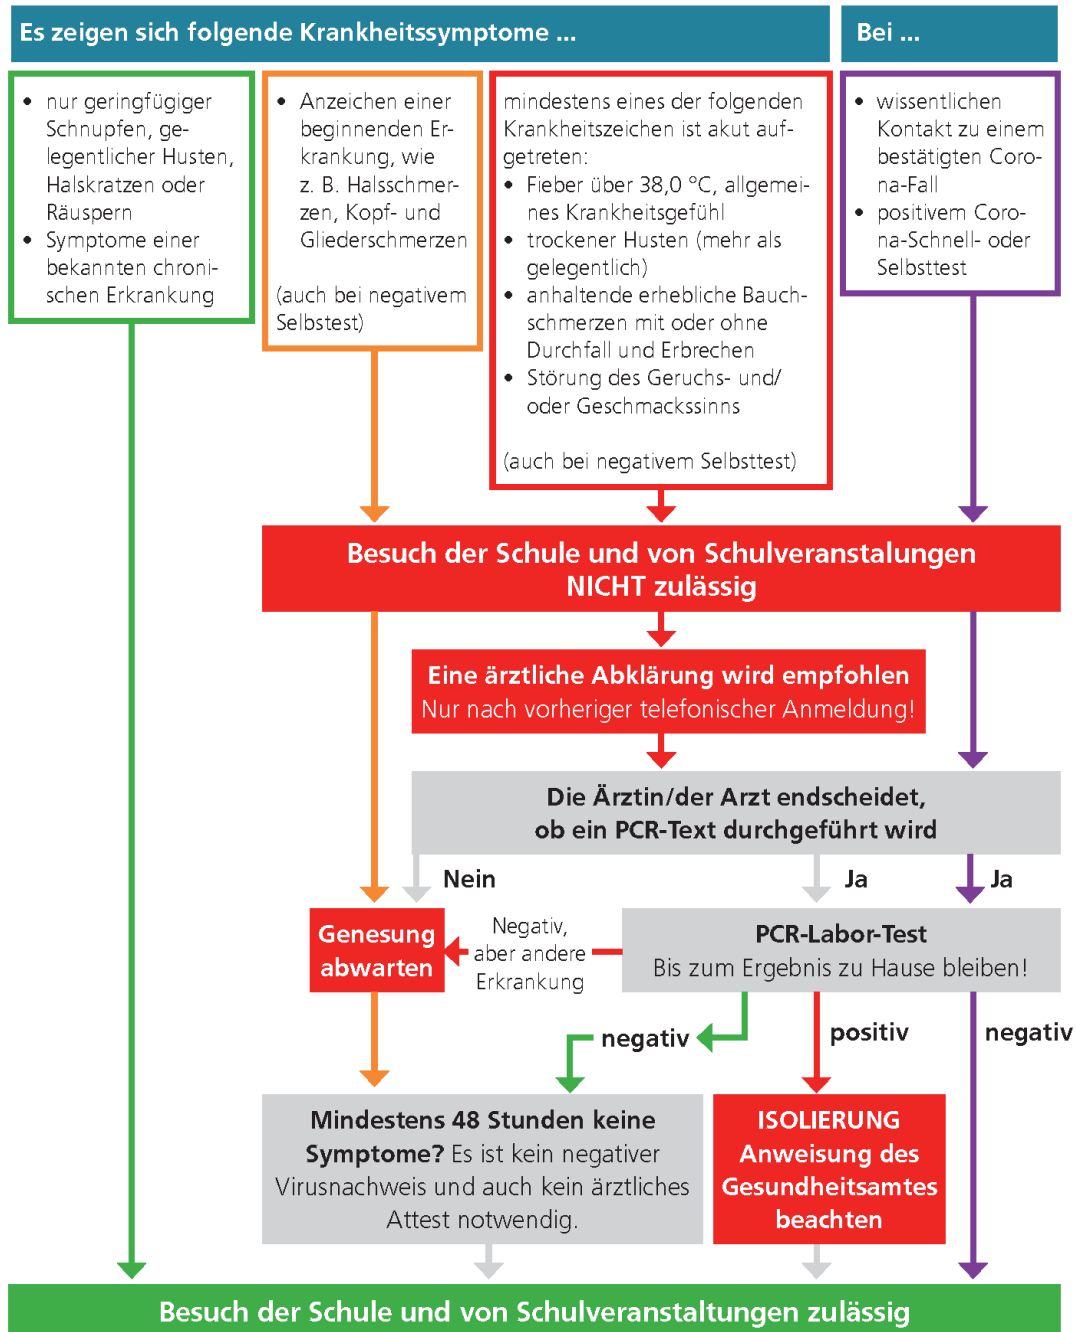 Es zeigen sich folgende Krankheitssymptome ...
Bei ...
• nur geringfügiger
Schnupfen, ge-
legentlicher Husten,
Halskratzen oder
Räuspern
• Symptome einer
bekannten chroni-
schen Erkrankung
• Anzeichen einer
beginnenden Er-
krankung, wie
z. B. Halsschmer-
zen, Kopf- und
Gliederschmerzen
(auch bei negativem
Selbstest)
mindestens eines der folgenden
Krankheitszeichen ist akut auf-
getreten:
• Fieber über 38,0 °C, allgemei-
nes Krankheitsgefühl
• trockener Husten (mehr als
gelegentlich)
• anhaltende erhebliche Bauch-
schmerzen mit oder ohne
Durchfall und Erbrechen
• Störung des Geruchs- und/
oder Geschmackssinns
(auch bei negativem Selbsttest)
• wissentlichen
Kontakt zu einem
bestätigten Coro-
na-Fall
• positivem Coro-
na-Schnell- oder
Selbsttest
Besuch der Schule und von Schulveranstalungen
NICHT zulässig
Eine ärztliche Abklärung wird empfohlen
Nur nach vorheriger telefonischer Anmeldung!
Die Ärztin/der Arzt endscheidet,
ob ein PCR-Text durchgeführt wird
Nein
Ja
Ja
Genesung
abwarten
Negativ,
aber andere
Erkrankung
PCR-Labor-Test
Bis zum Ergebnis zu Hause bleiben!
negativ
positiv
negativ
Mindestens 48 Stunden keine
Symptome? Es ist kein negativer
Virusnachweis und auch kein ärztliches
Attest notwendig.
ISOLIERUNG
Anweisung des
Gesundheitsamtes
beachten
Besuch der Schule und von Schulveranstaltungen zulässig